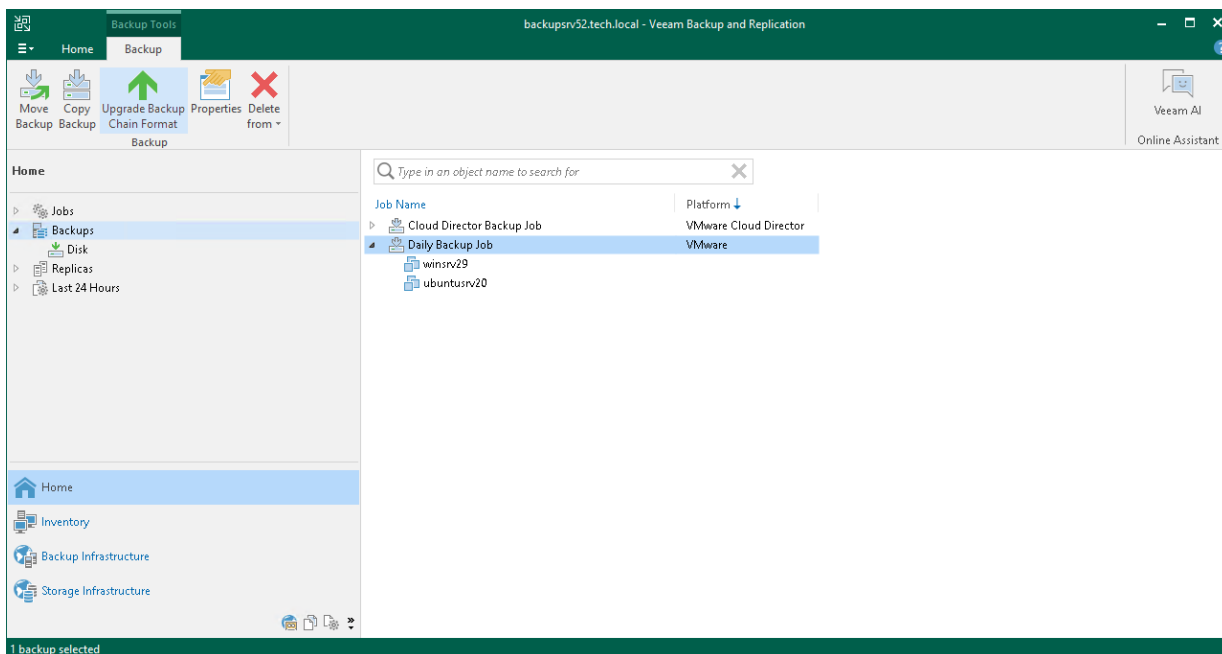 Backup Tools
backupsrv52.tech.local - Veeam Backup and Replication
Home
Backup
Move Backup
Copy Backup
Upgrade Backup Chain Format
Properties
Delete from
Backup
Veeam AI
Online Assistant
Home
Type in an object name to search for
Jobs
Backups
Disk
Replicas
Last 24 Hours
Job Name
Platform
Cloud Director Backup Job
VMware Cloud Director
Daily Backup Job
VMware
winsrv29
ubuntusrv20
Home
Inventory
Backup Infrastructure
Storage Infrastructure
1 backup selected